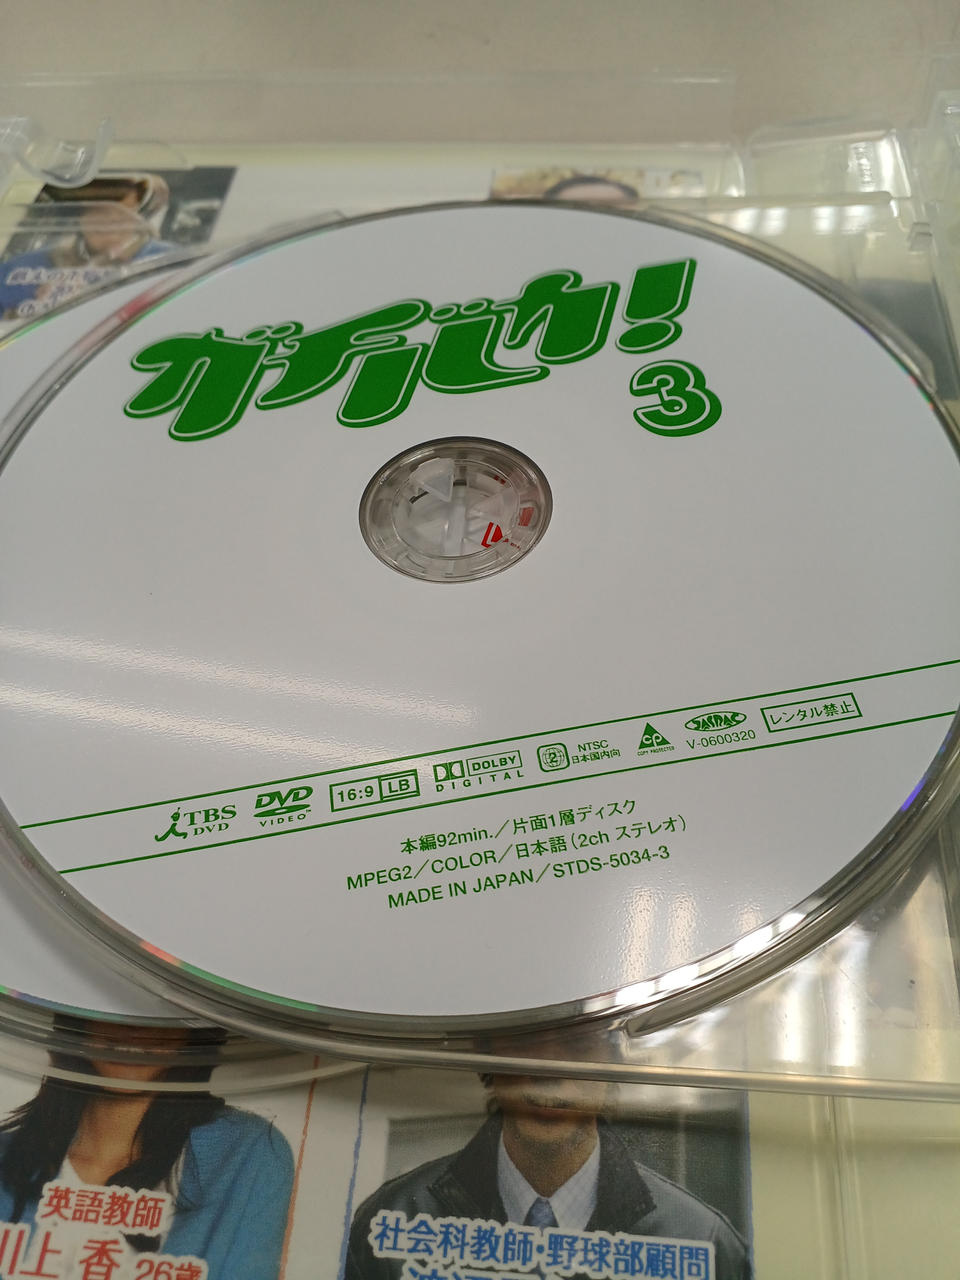 ガチバカ!
3
TBS
DVD
DVD
VIDEO
16:9 LB
DOLBY
DIGITAL
2
NTSC
日本国内向
CP
COPY PROTECTED
JASRAC
V-0600320
レンタル禁止
本編92min.／片面1層ディスク
MPEG2／COLOR／日本語(2ch ステレオ)
MADE IN JAPAN／STDS-5034-3
英語教師
川上 香 26歳
社会科教師・野球部顧問